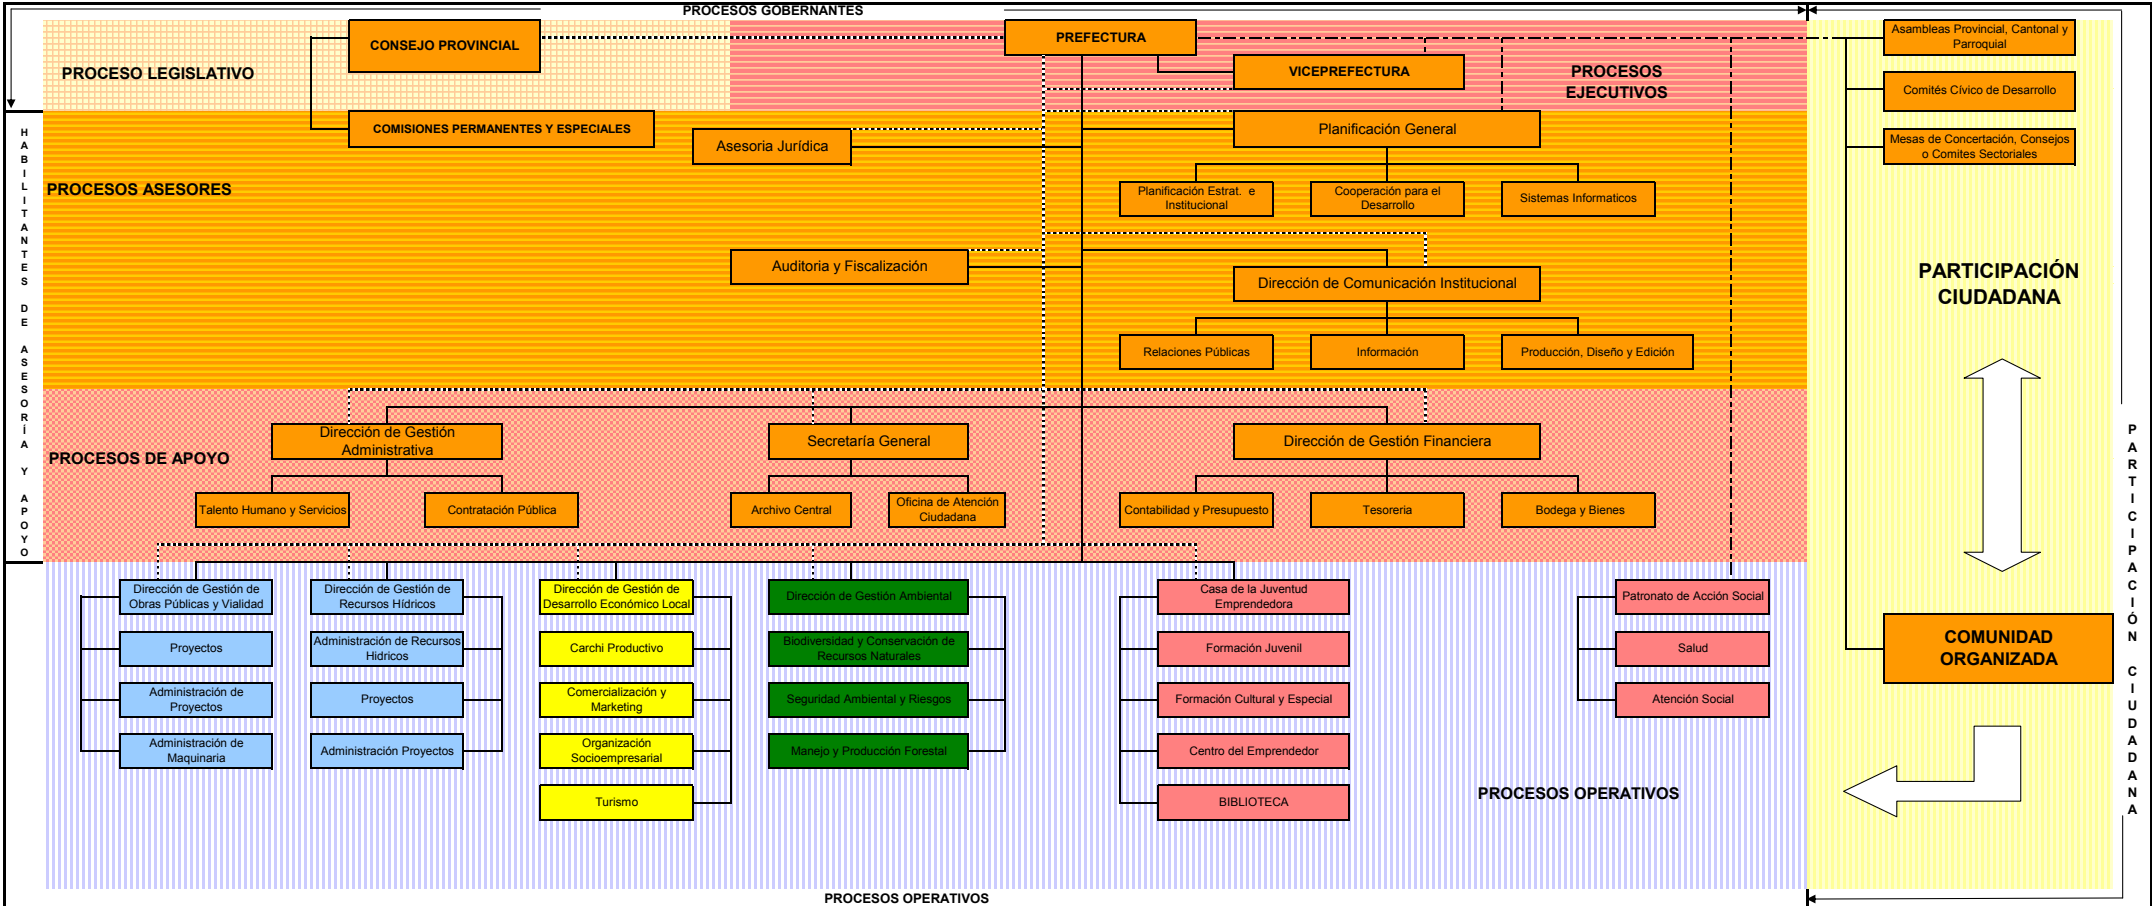 PROCESOS GOBERNANTES
CONSEJO PROVINCIAL
PREFECTURA
Asambleas Provincial, Cantonal y
Parroquial
PROCESO LEGISLATIVO
VICEPREFECTURA
PROCESOS
EJECUTIVOS
Comités Cívico de Desarrollo
COMISIONES PERMANENTES Y ESPECIALES
Asesoria Jurídica
Planificación General
Mesas de Concertación, Consejos
o Comites Sectoriales
HABILITANTES DE ASESORÍA Y APOYO
PROCESOS ASESORES
Planificación Estrat. e
Institucional
Cooperación para el
Desarrollo
Sistemas Informaticos
Auditoria y Fiscalización
Dirección de Comunicación Institucional
PARTICIPACIÓN
CIUDADANA
Relaciones Públicas
Información
Producción, Diseño y Edición
PROCESOS DE APOYO
Dirección de Gestión
Administrativa
Secretaría General
Dirección de Gestión Financiera
Talento Humano y Servicios
Contratación Pública
Archivo Central
Oficina de Atención
Ciudadana
Contabilidad y Presupuesto
Tesoreria
Bodega y Bienes
PARTICIPACIÓN CIUDADANA
Dirección de Gestión de
Obras Públicas y Vialidad
Proyectos
Administración de
Proyectos
Administración de
Maquinaria
Dirección de Gestión de
Recursos Hídricos
Administración de Recursos
Hidricos
Proyectos
Administración Proyectos
Dirección de Gestión de
Desarrollo Económico Local
Carchi Productivo
Comercialización y
Marketing
Organización
Socioempresarial
Turismo
Dirección de Gestión Ambiental
Biodiversidad y Conservación de
Recursos Naturales
Seguridad Ambiental y Riesgos
Manejo y Producción Forestal
Casa de la Juventud
Emprendedora
Formación Juvenil
Formación Cultural y Especial
Centro del Emprendedor
BIBLIOTECA
Patronato de Acción Social
Salud
Atención Social
COMUNIDAD
ORGANIZADA
PROCESOS OPERATIVOS
PROCESOS OPERATIVOS